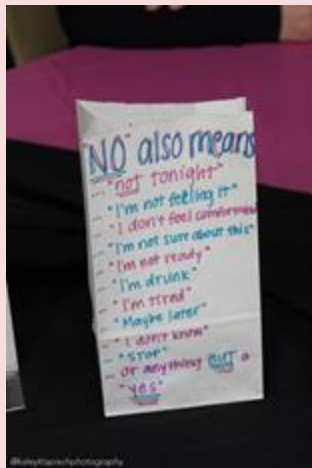 "NO" also means
-- "not tonight"
-- "I'm not feeling it"
-- "I don't feel comfortable"
-- "I'm not sure about this"
-- "I'm not ready"
-- "I'm drunk"
-- "I'm tired"
-- "Maybe later"
-- "I don't know"
-- "STOP"
-- or anything BUT a
"yes"